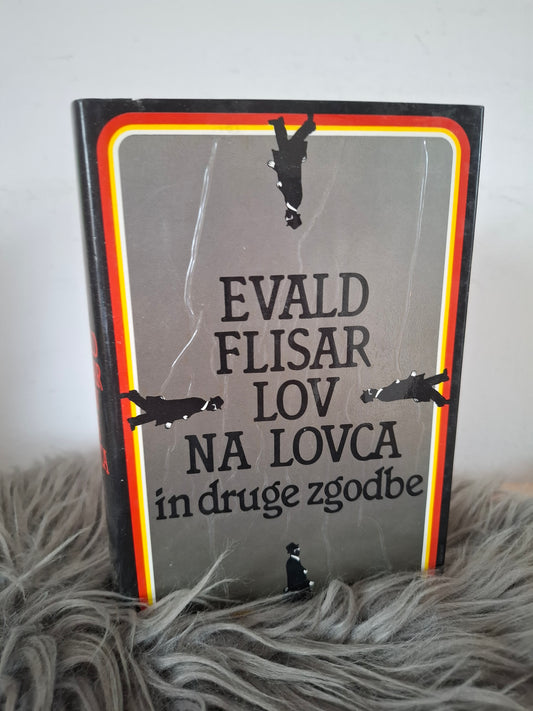 EVALD
FLISAR
LOV
NA LOVCA
in druge zgodbe